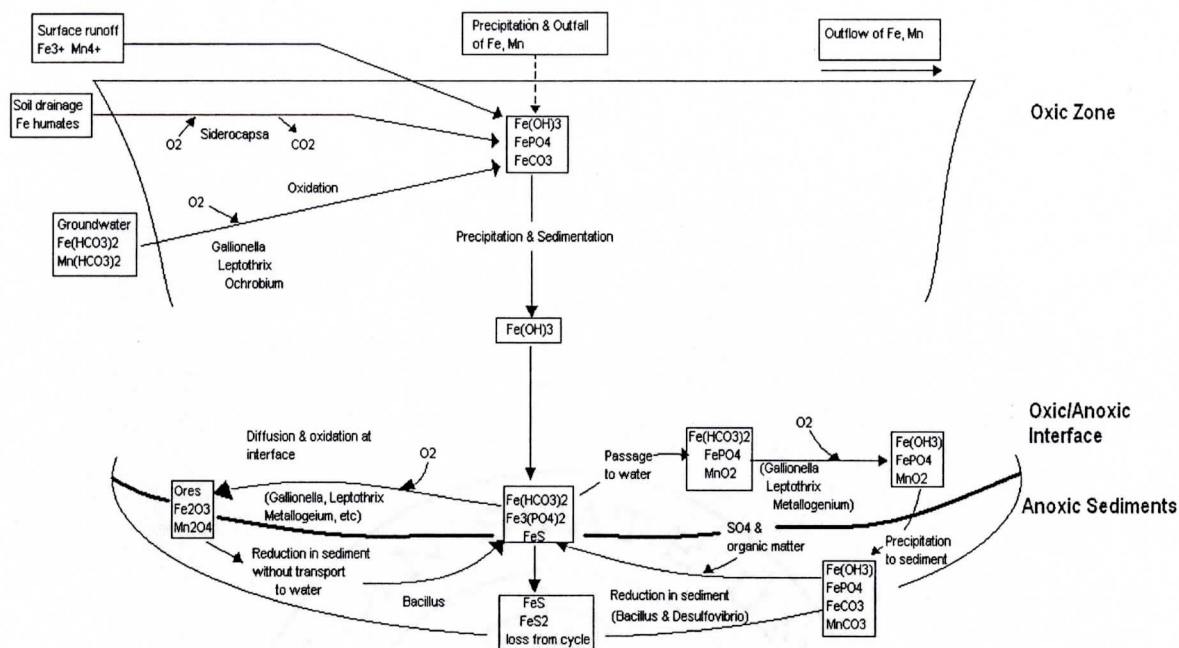 Surface runoff
Fe3+ Mn4+
Precipitation & Outfall
of Fe, Mn
Outflow of Fe, Mn
Oxic Zone
Soil drainage
Fe humates
O2
Siderocapsa
CO2
Fe(OH)3
FePO4
FeCO3
Oxidation
O2
Groundwater
Fe(HCO3)2
Mn(HCO3)2
Gallionella
Leptothrix
Ochrobium
Precipitation & Sedimentation
Fe(OH)3
Oxic/Anoxic
Interface
Diffusion & oxidation at
interface
O2
Passage
to water
Fe(HCO3)2
FePO4
MnO2
O2
Fe(OH3)
FePO4
MnO2
(Gallionella
Leptothrix
Metallogenium)
Ores
Fe2O3
Mn2O4
(Gallionella, Leptothrix
Metallogeium, etc)
Fe(HCO3)2
Fe3(PO4)2
FeS
Anoxic Sediments
SO4 &
organic matter
Precipitation
to sediment
Reduction in sediment
without transport
to water
Bacillus
Reduction in sediment
(Bacillus & Desulfovibrio)
Fe(OH3)
FePO4
FeCO3
MnCO3
FeS
FeS2
loss from cycle